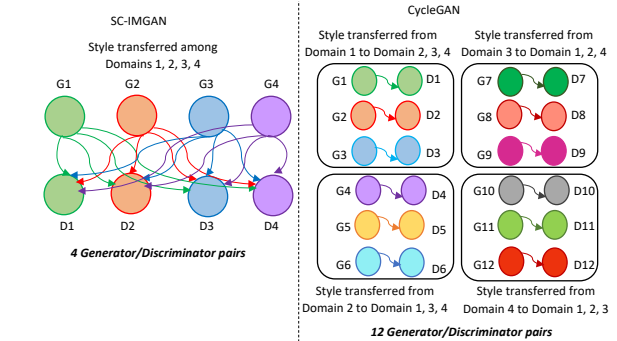 SC-IMGAN
Style transferred among
Domains 1, 2, 3, 4
G1 G2 G3 G4
D1 D2 D3 D4
4 Generator/Discriminator pairs
CycleGAN
Style transferred from
Domain 1 to Domain 2, 3, 4
G1 D1
G2 D2
G3 D3
Style transferred from
Domain 3 to Domain 1, 2, 4
G7 D7
G8 D8
G9 D9
G4 D4
G5 D5
G6 D6
Style transferred from
Domain 2 to Domain 1, 3, 4
G10 D10
G11 D11
G12 D12
Style transferred from
Domain 4 to Domain 1, 2, 3
12 Generator/Discriminator pairs